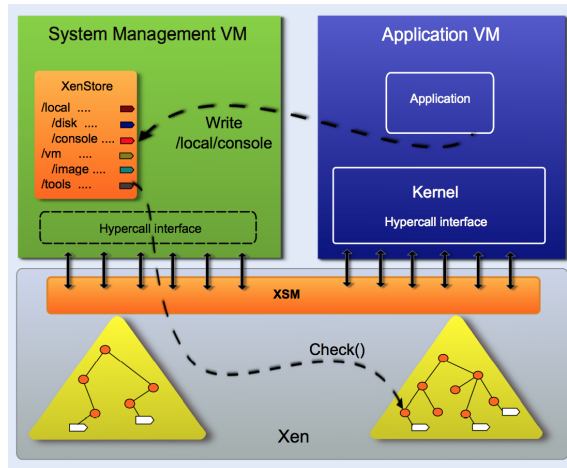 System Management VM
Application VM
XenStore
/local ....
/disk ....
/console ....
/vm ....
/image ....
/tools ....
Write
/local/console
Application
Kernel
Hypercall interface
Hypercall interface
XSM
Check()
Xen